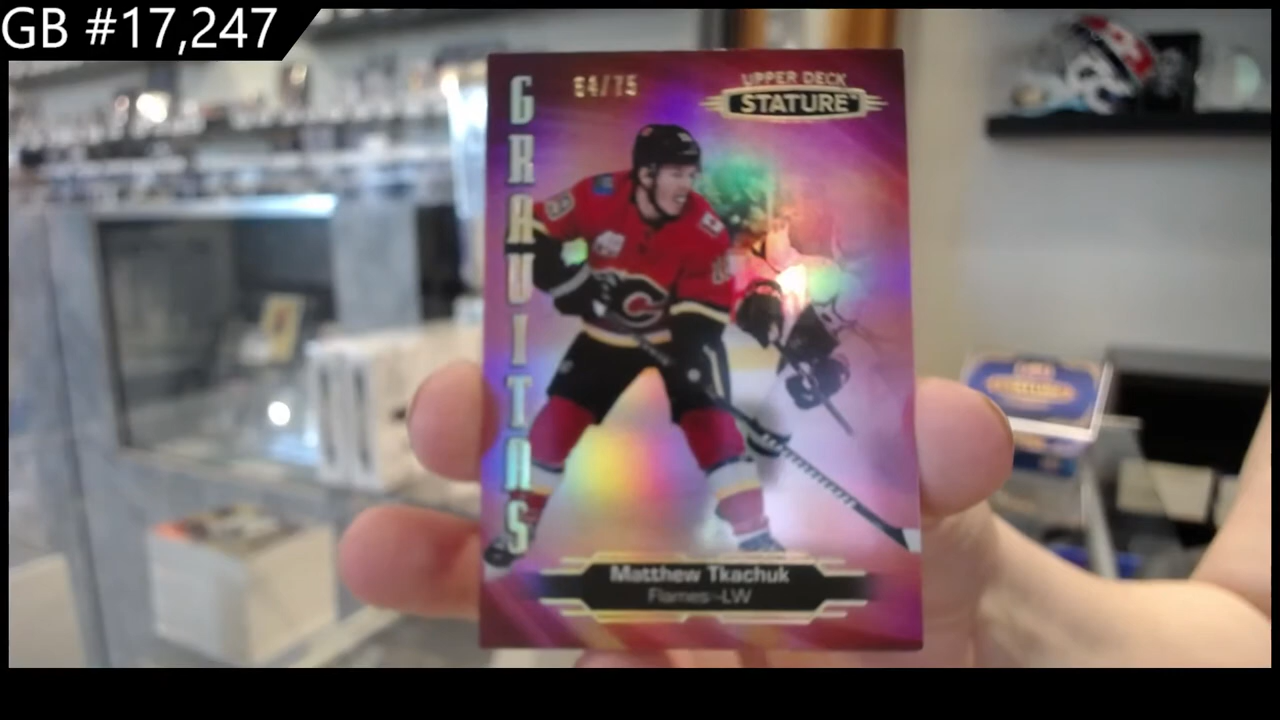 GB #17,247
64/75
UPPER DECK
STATURE
GRAVITAS
Matthew Tkachuk
Flames - LW